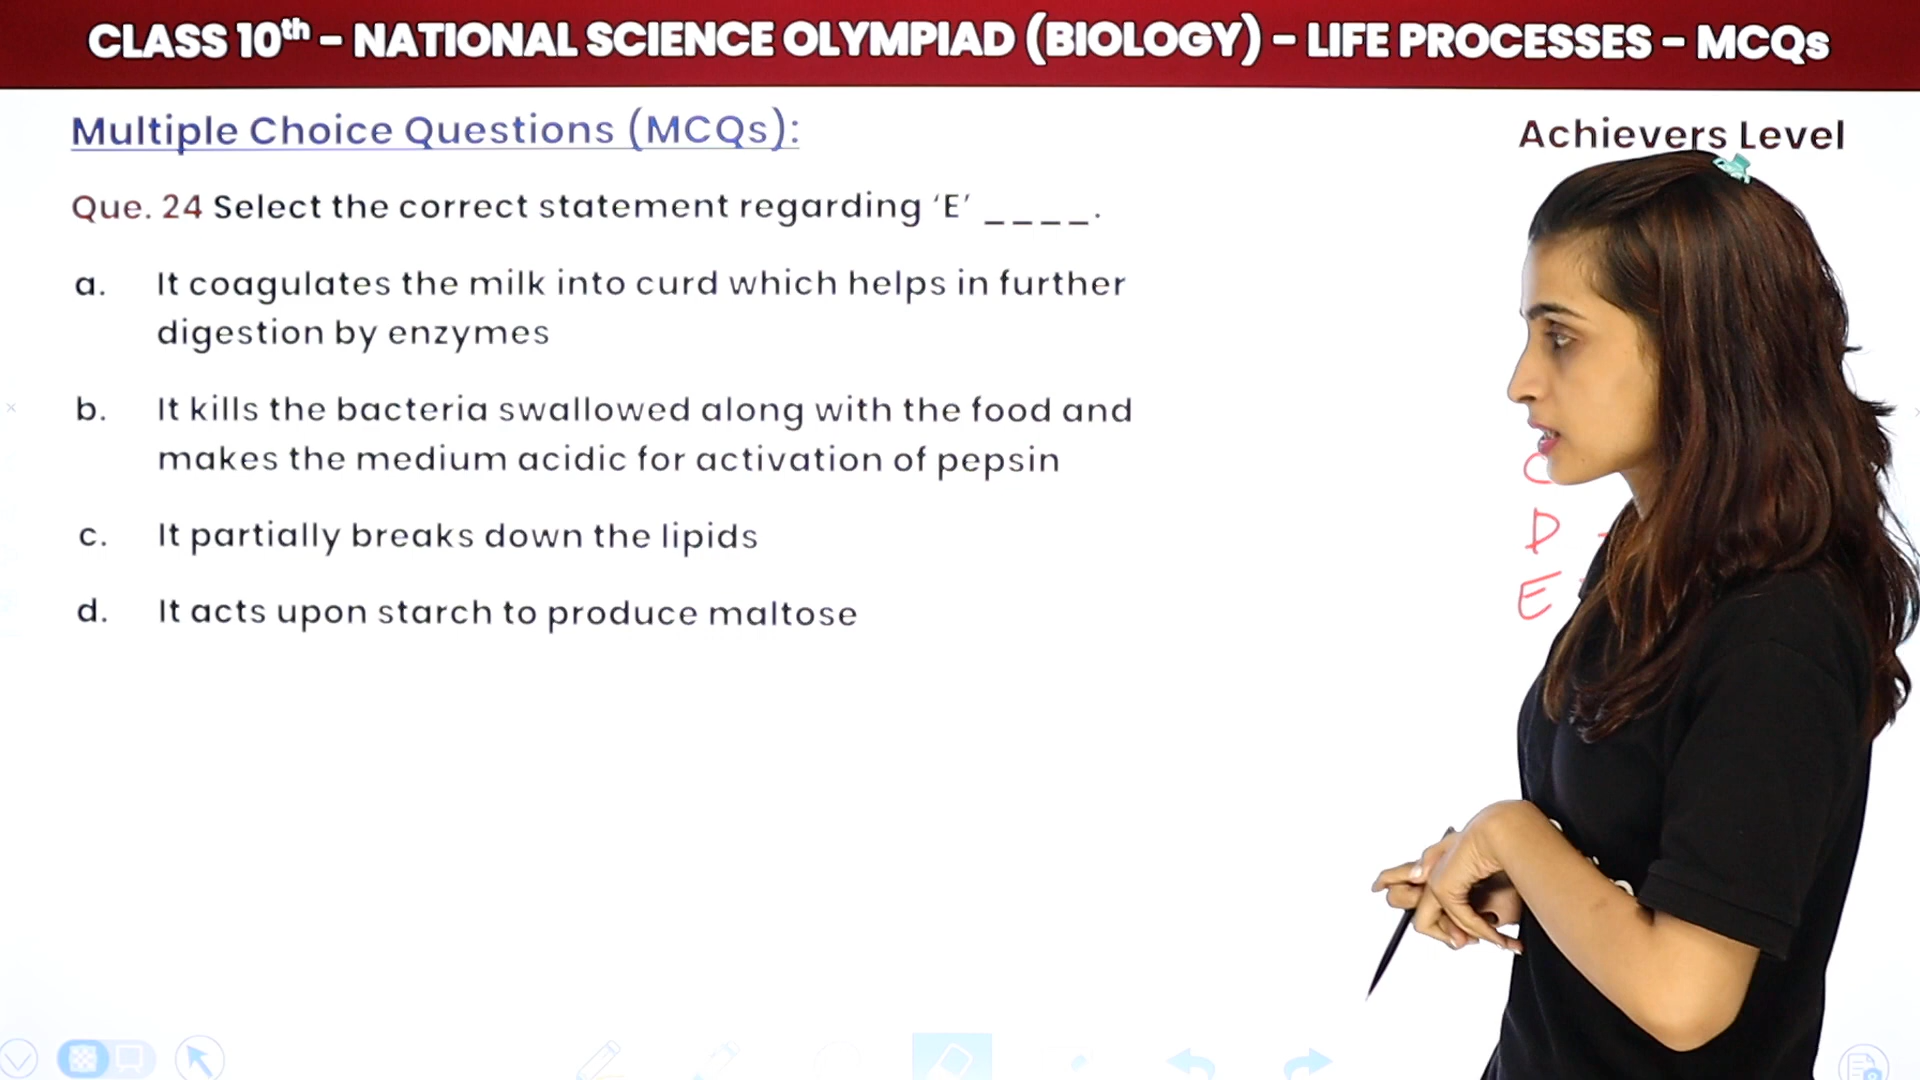 CLASS 10th - NATIONAL SCIENCE OLYMPIAD (BIOLOGY) - LIFE PROCESSES - MCQs
Multiple Choice Questions (MCQs):
Achievers Level
Que. 24 Select the correct statement regarding ‘E’ _ _ _ _.
a. It coagulates the milk into curd which helps in further
digestion by enzymes
b. It kills the bacteria swallowed along with the food and
makes the medium acidic for activation of pepsin
c. It partially breaks down the lipids
d. It acts upon starch to produce maltose
C
D
E